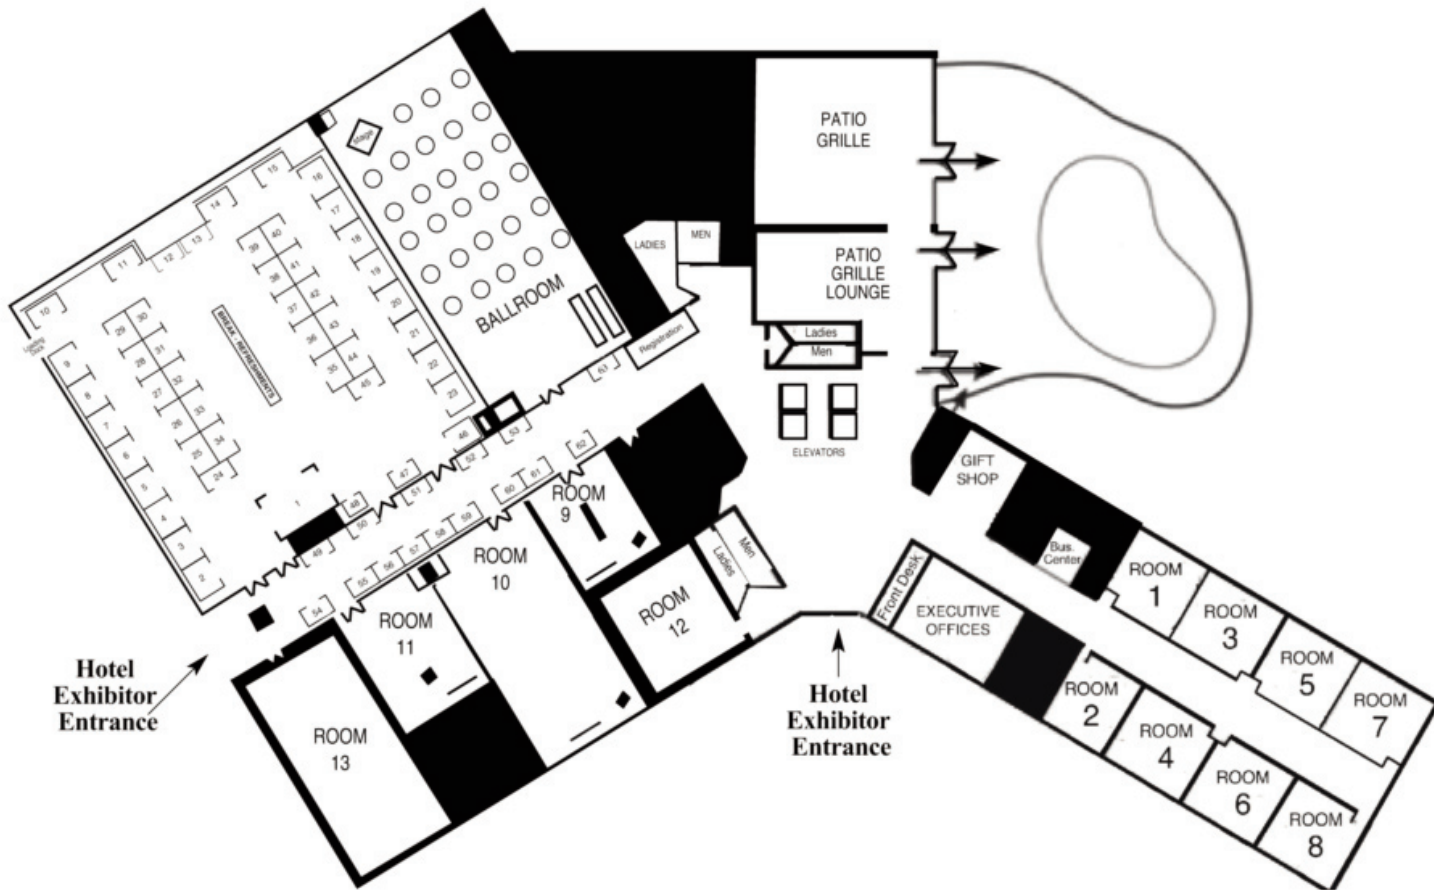 PATIO
GRILLE
PATIO
GRILLE
LOUNGE
Ladies
Men
ELEVATORS
LADIES
MEN
Registration
stage
BALLROOM
BREAK - REFRESHMENTS
Loading
Dock
1
2
3
4
5
6
7
8
9
10
11
12
13
14
15
16
17
18
19
20
21
22
23
24
25
26
27
28
29
30
31
32
33
34
35
36
37
38
39
40
41
42
43
44
45
46
47
48
49
50
51
52
53
54
55
56
57
58
59
60
61
62
63
ROOM
9
ROOM
10
ROOM
11
ROOM
12
ROOM
13
Men
Ladies
Hotel
Exhibitor
Entrance
Hotel
Exhibitor
Entrance
GIFT
SHOP
Bus.
Center
Front Desk
EXECUTIVE
OFFICES
ROOM
1
ROOM
3
ROOM
5
ROOM
7
ROOM
2
ROOM
4
ROOM
6
ROOM
8